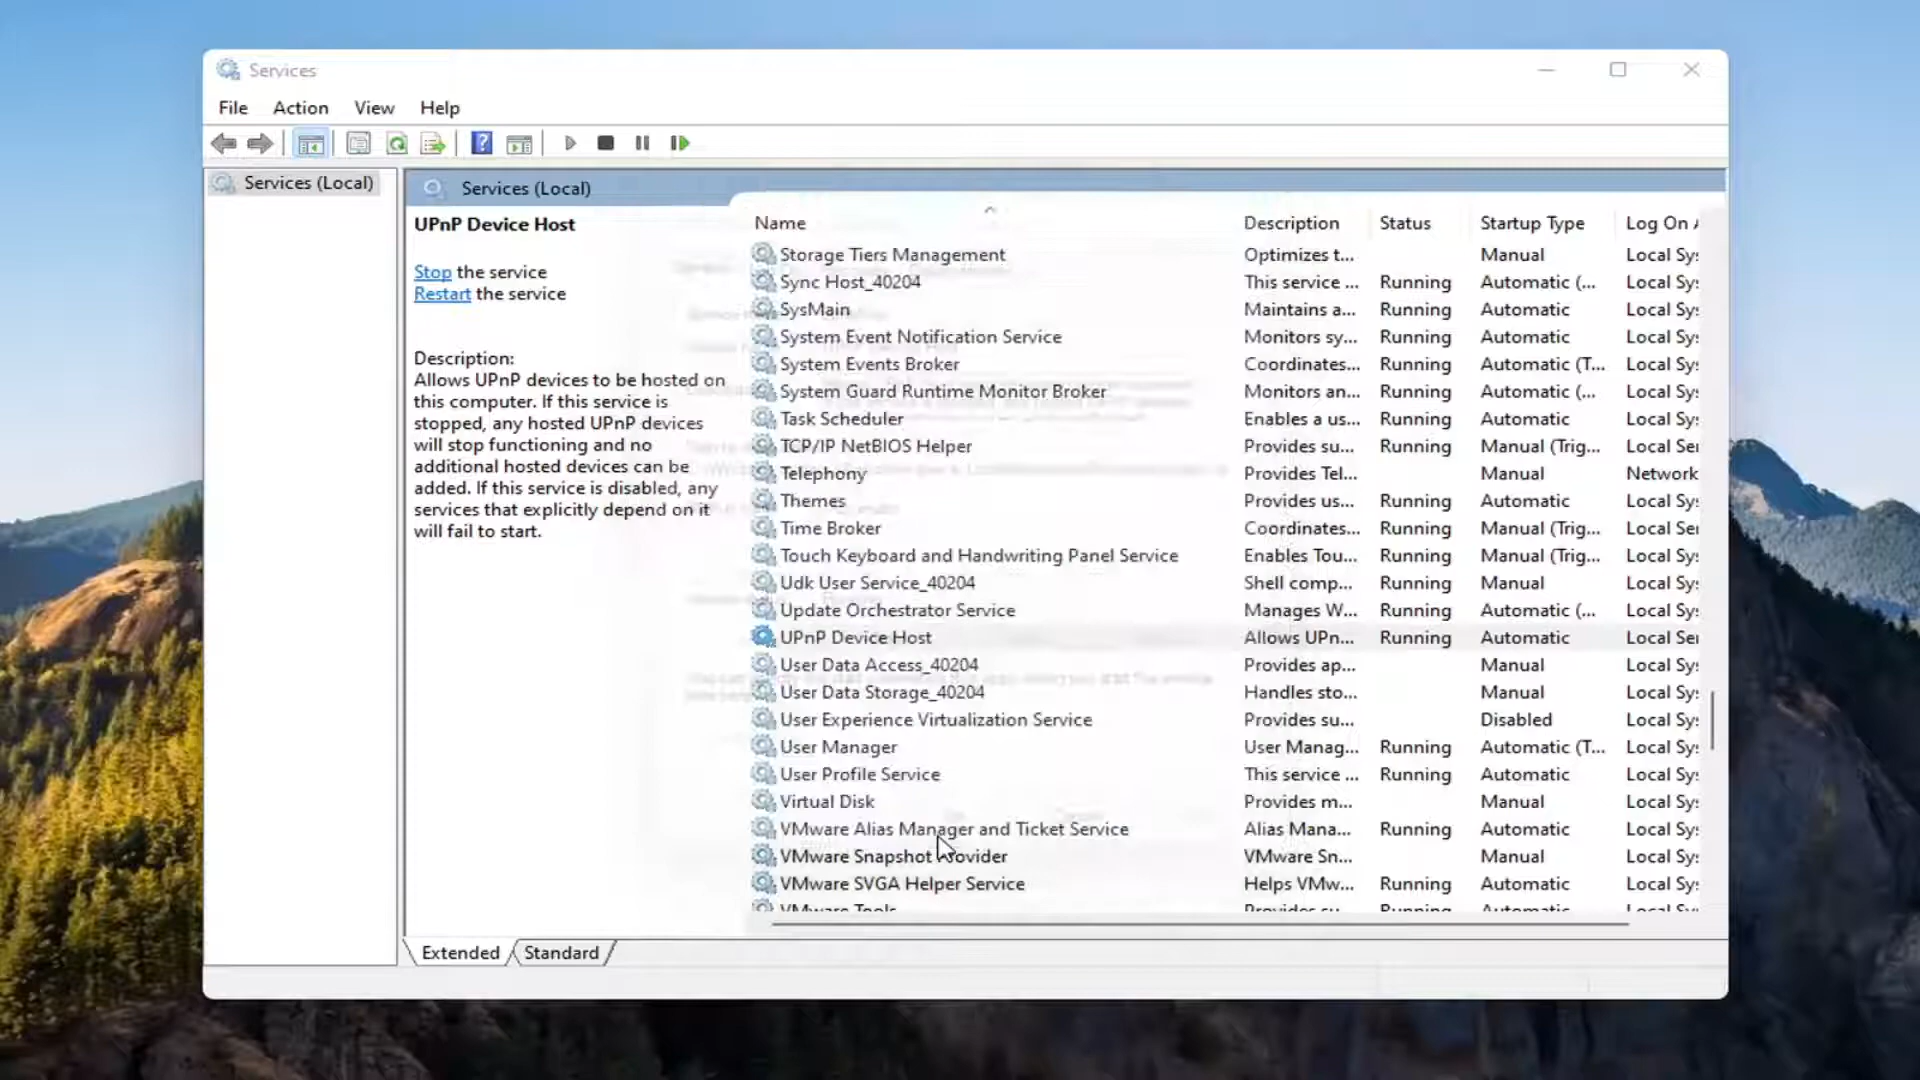 Services
File Action View Help
Services (Local)
Services (Local)
UPnP Device Host
Stop the service
Restart the service
Description:
Allows UPnP devices to be hosted on
this computer. If this service is
stopped, any hosted UPnP devices
will stop functioning and no
additional hosted devices can be
added. If this service is disabled, any
services that explicitly depend on it
will fail to start.
Name Description Status Startup Type Log On
Storage Tiers Management Optimizes t... Manual Local Sy
Sync Host_40204 This service ... Running Automatic (... Local Sy
SysMain Maintains a... Running Automatic Local Sy
System Event Notification Service Monitors sy... Running Automatic Local Sy
System Events Broker Coordinates... Running Automatic (T... Local Sy
System Guard Runtime Monitor Broker Monitors an... Running Automatic (... Local Sy
Task Scheduler Enables a us... Running Automatic Local Sy
TCP/IP NetBIOS Helper Provides su... Running Manual (Trig... Local Se
Telephony Provides Tel... Manual Network
Themes Provides us... Running Automatic Local Sy
Time Broker Coordinates... Running Manual (Trig... Local Se
Touch Keyboard and Handwriting Panel Service Enables Tou... Running Manual (Trig... Local Sy
Udk User Service_40204 Shell comp... Running Manual Local Sy
Update Orchestrator Service Manages W... Running Automatic (... Local Sy
UPnP Device Host Allows UPn... Running Automatic Local Se
User Data Access_40204 Provides ap... Manual Local Sy
User Data Storage_40204 Handles sto... Manual Local Sy
User Experience Virtualization Service Provides su... Disabled Local Sy
User Manager User Manag... Running Automatic (T... Local Sy
User Profile Service This service ... Running Automatic Local Sy
Virtual Disk Provides m... Manual Local Sy
VMware Alias Manager and Ticket Service Alias Mana... Running Automatic Local Sy
VMware Snapshot Provider VMware Sn... Manual Local Sy
VMware SVGA Helper Service Helps VMw... Running Automatic Local Sy
VMware Tools Provides su... Running Automatic Local Sy
Extended Standard